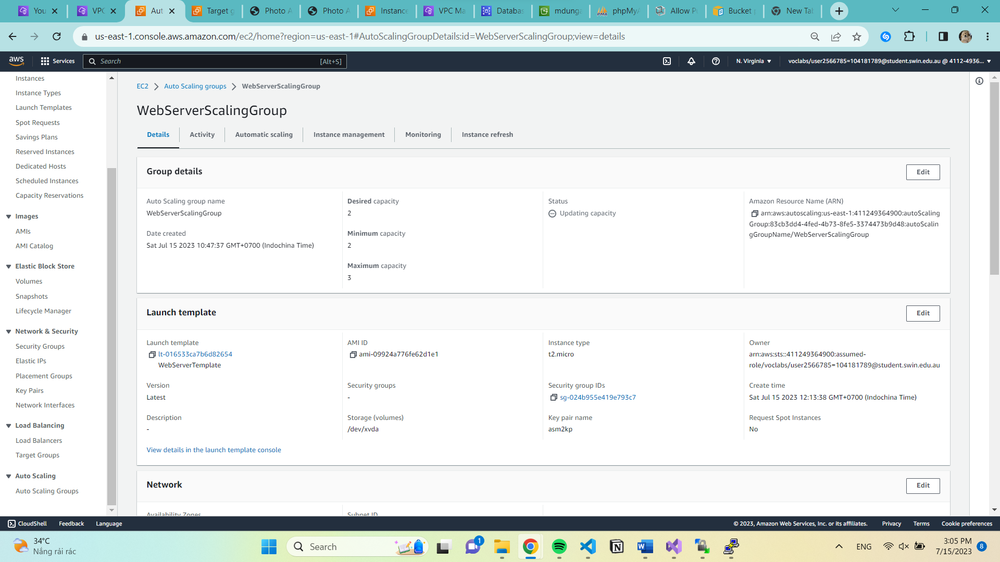 You
VPC
Aut
Target g
Photo A
Photo A
Instance
VPC Ma
Databas
mdunga
phpMyA
Allow Pu
Bucket p
New Tab
us-east-1.console.aws.amazon.com/ec2/home?region=us-east-1#AutoScalingGroupDetails:id=WebServerScalingGroup;view=details
aws
Services
Search
[Alt+S]
N. Virginia
voclabs/user2566785=104181789@student.swin.edu.au @ 4112-4936...
Instances
Instance Types
Launch Templates
Spot Requests
Savings Plans
Reserved Instances
Dedicated Hosts
Scheduled Instances
Capacity Reservations
Images
AMIs
AMI Catalog
Elastic Block Store
Volumes
Snapshots
Lifecycle Manager
Network & Security
Security Groups
Elastic IPs
Placement Groups
Key Pairs
Network Interfaces
Load Balancing
Load Balancers
Target Groups
Auto Scaling
Auto Scaling Groups
EC2
Auto Scaling groups
WebServerScalingGroup
WebServerScalingGroup
Details
Activity
Automatic scaling
Instance management
Monitoring
Instance refresh
Group details
Edit
Auto Scaling group name
WebServerScalingGroup
Date created
Sat Jul 15 2023 10:47:37 GMT+0700 (Indochina Time)
Desired capacity
2
Minimum capacity
2
Maximum capacity
3
Status
Updating capacity
Amazon Resource Name (ARN)
arn:aws:autoscaling:us-east-1:411249364900:autoScaling
Group:83cb3dd4-4fed-4b73-8fe5-3374473b9d48:autoScalin
gGroupName/WebServerScalingGroup
Launch template
Edit
Launch template
lt-016533ca7b6d82654
WebServerTemplate
AMI ID
ami-09924a776fe62d1e1
Instance type
t2.micro
Owner
arn:aws:sts::411249364900:assumed-
role/voclabs/user2566785=104181789@student.swin.edu.au
Version
Latest
Security groups
-
Security group IDs
sg-024b955e419e793c7
Create time
Sat Jul 15 2023 12:13:38 GMT+0700 (Indochina Time)
Description
-
Storage (volumes)
/dev/xvda
Key pair name
asm2kp
Request Spot Instances
No
View details in the launch template console
Network
Edit
Availability Zones
Subnet ID
CloudShell
Feedback
Language
© 2023, Amazon Web Services, Inc. or its affiliates.
Privacy
Terms
Cookie preferences
34°C
Nắng rải rác
Search
1
ENG
3:05 PM
7/15/2023
8